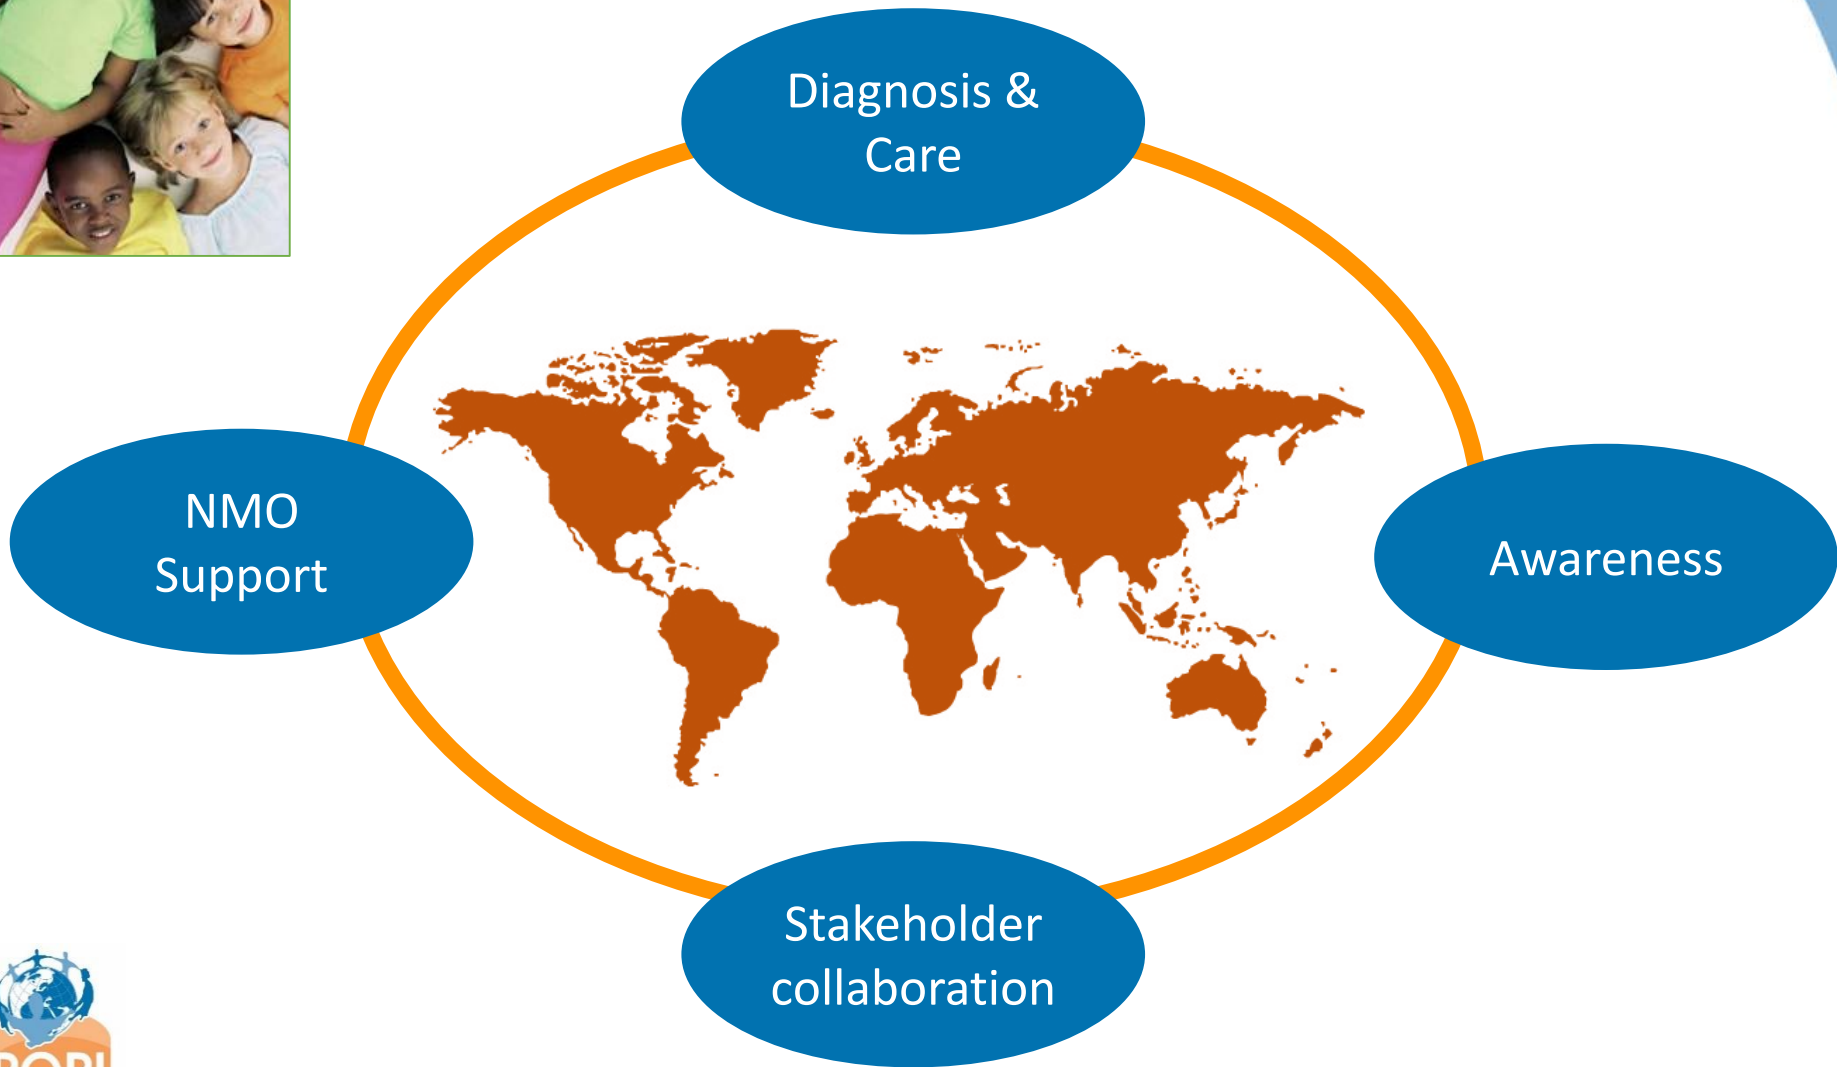 Diagnosis &
Care
NMO
Support
Awareness
Stakeholder
collaboration